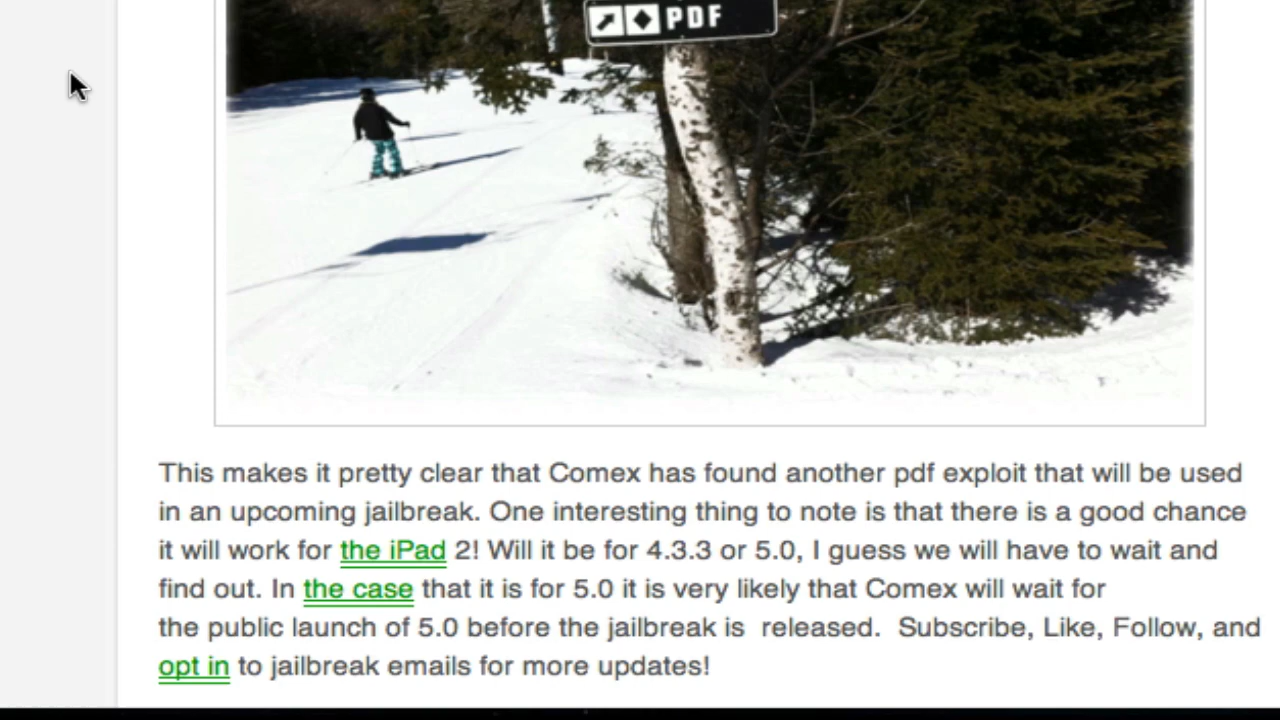 PDF
This makes it pretty clear that Comex has found another pdf exploit that will be used
in an upcoming jailbreak. One interesting thing to note is that there is a good chance
it will work for the iPad 2! Will it be for 4.3.3 or 5.0, I guess we will have to wait and
find out. In the case that it is for 5.0 it is very likely that Comex will wait for
the public launch of 5.0 before the jailbreak is  released.  Subscribe, Like, Follow, and
opt in to jailbreak emails for more updates!